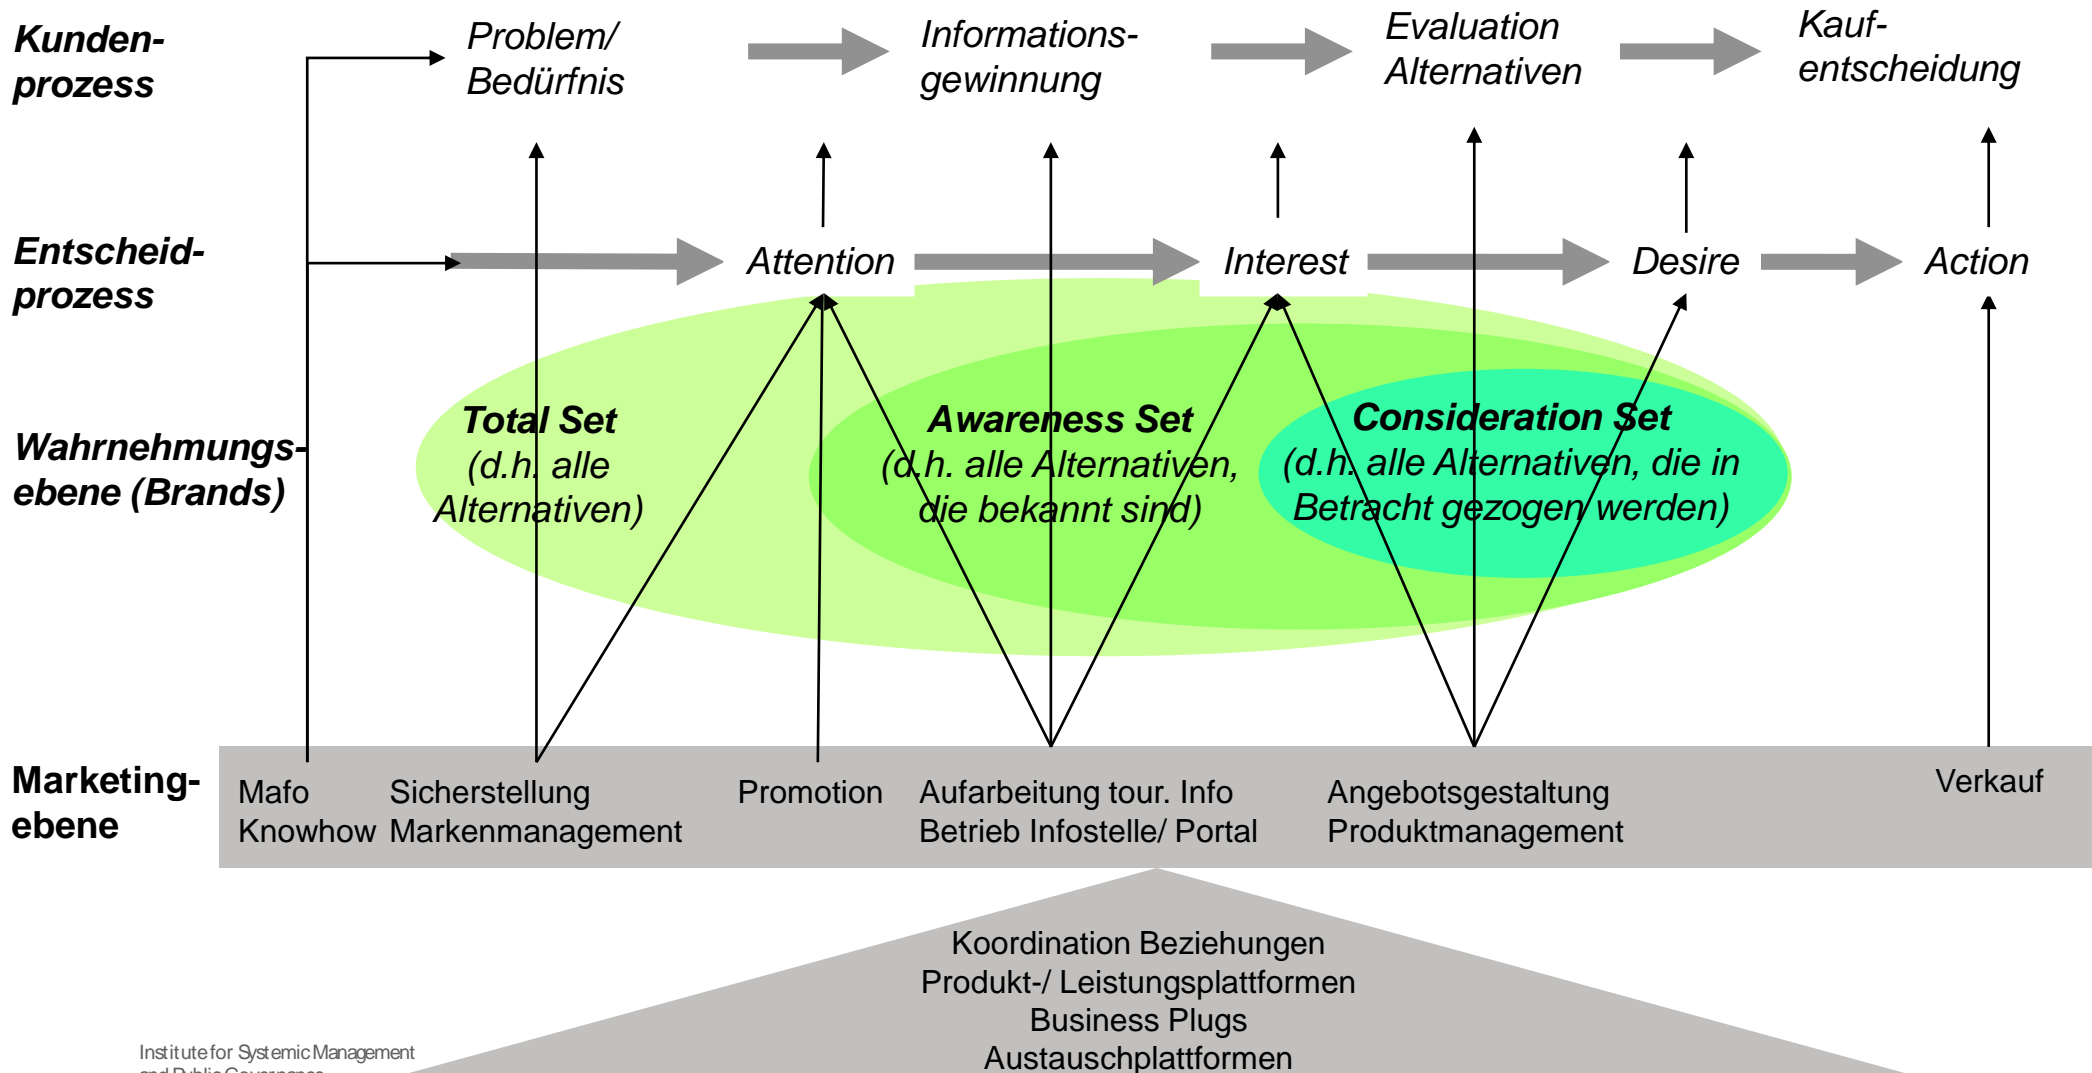 Kunden-
prozess
Problem/
Bedürfnis
Informations-
gewinnung
Evaluation
Alternativen
Kauf-
entscheidung
Entscheid-
prozess
Attention
Interest
Desire
Action
Wahrnehmungs-
ebene (Brands)
Total Set
(d.h. alle
Alternativen)
Awareness Set
(d.h. alle Alternativen,
die bekannt sind)
Consideration Set
(d.h. alle Alternativen, die in
Betracht gezogen werden)
Marketing-
ebene
Mafo
Knowhow
Sicherstellung
Markenmanagement
Promotion
Aufarbeitung tour. Info
Betrieb Infostelle/ Portal
Angebotsgestaltung
Produktmanagement
Verkauf
Koordination Beziehungen
Produkt-/ Leistungsplattformen
Business Plugs
Austauschplattformen
Institute for Systemic Management
and Public Governance